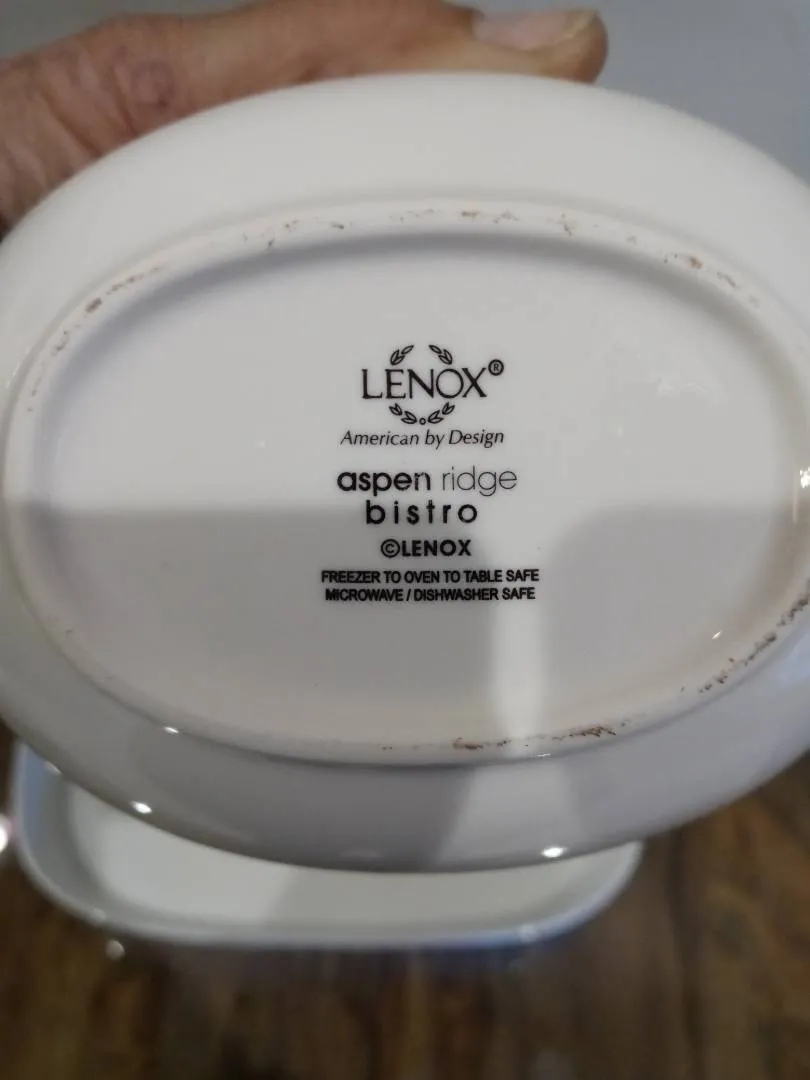 LENOX®
American by Design
aspen ridge
bistro
©LENOX
FREEZER TO OVEN TO TABLE SAFE
MICROWAVE / DISHWASHER SAFE